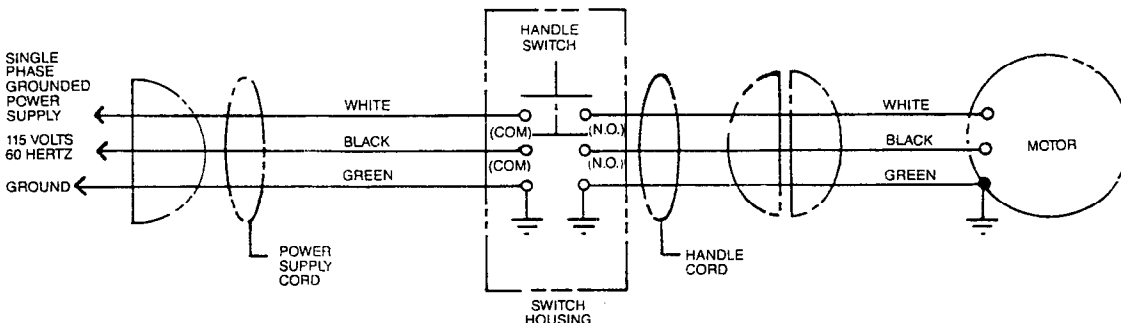 HANDLE
SWITCH
SINGLE
PHASE
GROUNDED
POWER
SUPPLY
115 VOLTS
60 HERTZ
GROUND
WHITE
BLACK
GREEN
(COM)
(COM)
(N.O.)
(N.O.)
WHITE
BLACK
GREEN
MOTOR
POWER
SUPPLY
CORD
HANDLE
CORD
SWITCH
HOUSING